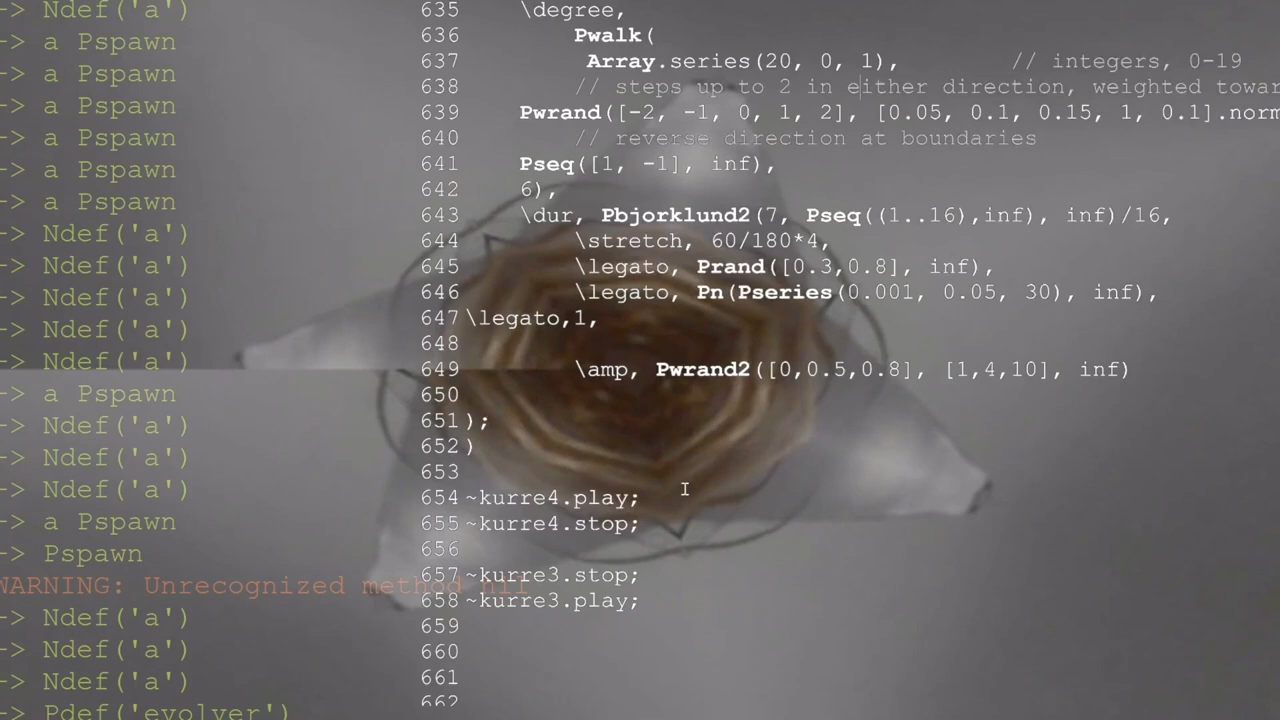 -> Ndef('a')
-> a Pspawn
-> a Pspawn
-> a Pspawn
-> a Pspawn
-> a Pspawn
-> a Pspawn
-> Ndef('a')
-> Ndef('a')
-> Ndef('a')
-> Ndef('a')
-> Ndef('a')
-> a Pspawn
-> Ndef('a')
-> Ndef('a')
-> Ndef('a')
-> a Pspawn
-> Pspawn
WARNING: Unrecognized method nil
-> Ndef('a')
-> Ndef('a')
-> Ndef('a')
-> Pdef('evolver')
635 \degree,
636 Pwalk(
637 Array.series(20, 0, 1), // integers, 0-19
638 // steps up to 2 in either direction, weighted towar
639 Pwrand([-2, -1, 0, 1, 2], [0.05, 0.1, 0.15, 1, 0.1].norm
640 // reverse direction at boundaries
641 Pseq([1, -1], inf),
642 6),
643 \dur, Pbjorklund2(7, Pseq((1..16),inf), inf)/16,
644 \stretch, 60/180*4,
645 \legato, Prand([0.3,0.8], inf),
646 \legato, Pn(Pseries(0.001, 0.05, 30), inf),
647 \legato,1,
648
649 \amp, Pwrand2([0,0.5,0.8], [1,4,10], inf)
650
651 );
652 )
653
654 ~kurre4.play;
655 ~kurre4.stop;
656
657 ~kurre3.stop;
658 ~kurre3.play;
659
660
661
662